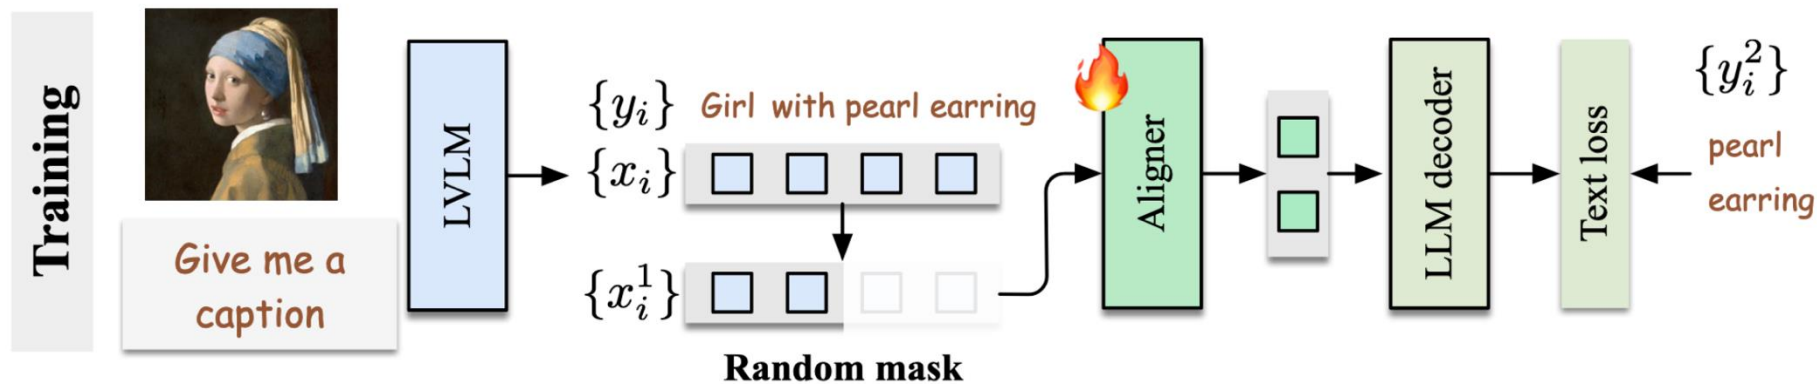 Training
Give me a
caption
LVLM
{y_i} Girl with pearl earring
{x_i}
{x_i^1}
Random mask
Aligner
LLM decoder
Text loss
{y_i^2}
pearl
earring